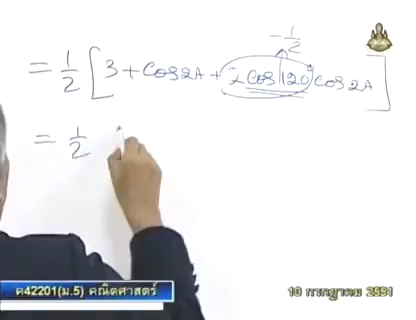 -1/2
= 1/2 [3 + cos2A + 2cos120° cos2A]
= 1/2
ค42201(ม.5) คณิตศาสตร์
10 กรกฎาคม 2551